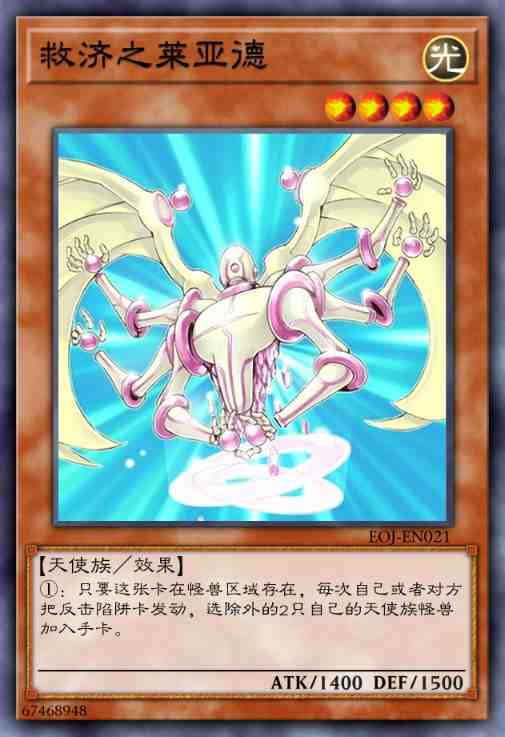 救济之莱亚德
光
EOJ-EN021
【天使族／效果】
①：只要这张卡在怪兽区域存在，每次自己或者对方
把反击陷阱卡发动，选除外的2只自己的天使族怪兽
加入手卡。
ATK/1400 DEF/1500
67468948